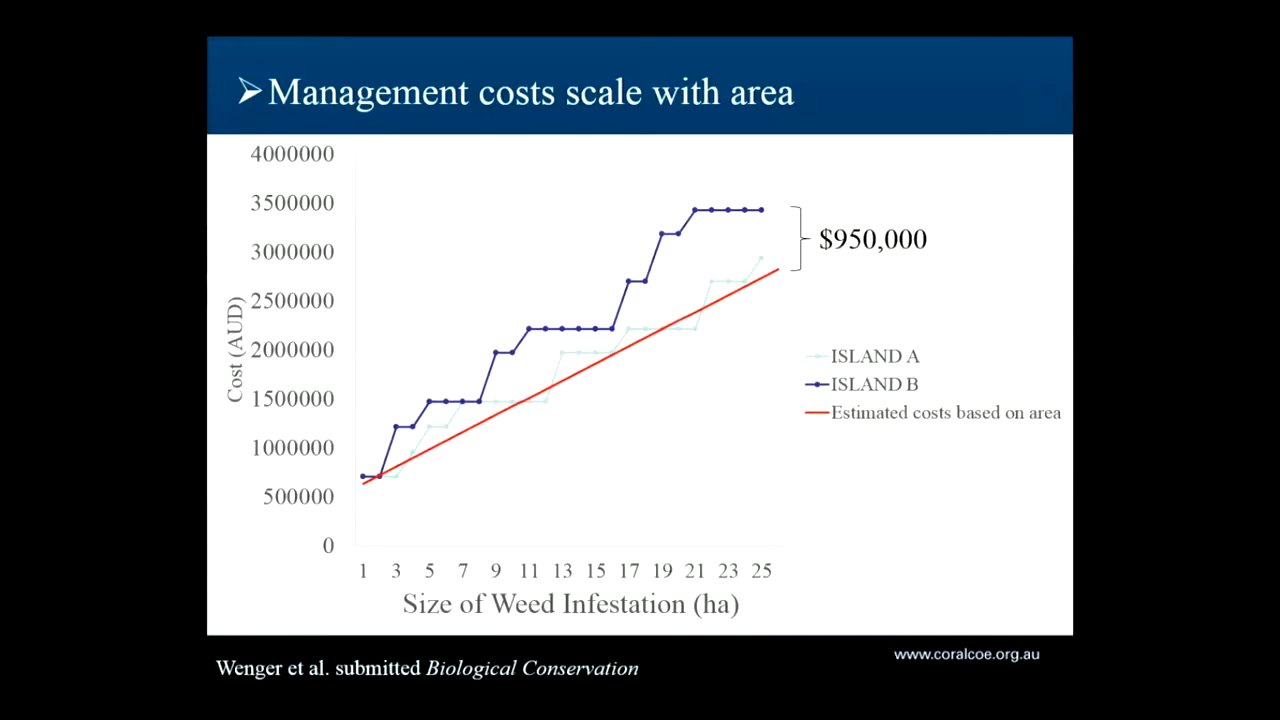 ➢Management costs scale with area
4000000
3500000
3000000
2500000
2000000
1500000
1000000
500000
0
Cost (AUD)
1 3 5 7 9 11 13 15 17 19 21 23 25
Size of Weed Infestation (ha)
$950,000
ISLAND A
ISLAND B
Estimated costs based on area
www.coralcoe.org.au
Wenger et al. submitted Biological Conservation